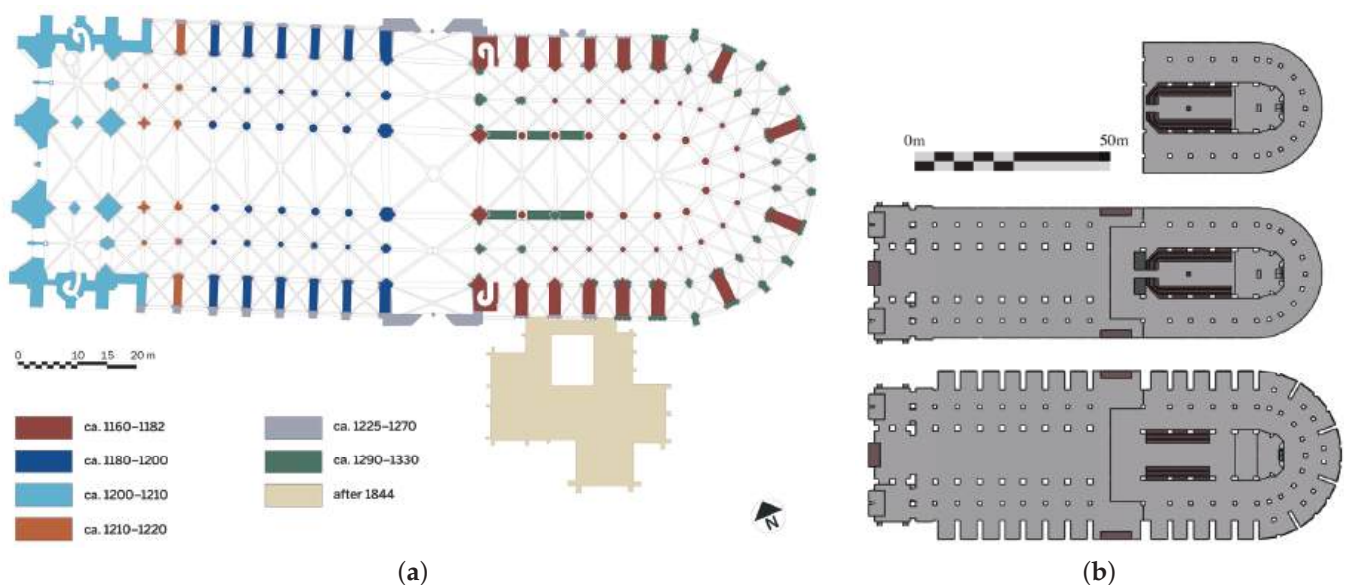 0 10 15 20 m
ca. 1160–1182
ca. 1180–1200
ca. 1200–1210
ca. 1210–1220
ca. 1225–1270
ca. 1290–1330
after 1844
N
(a)
0m 50m
(b)